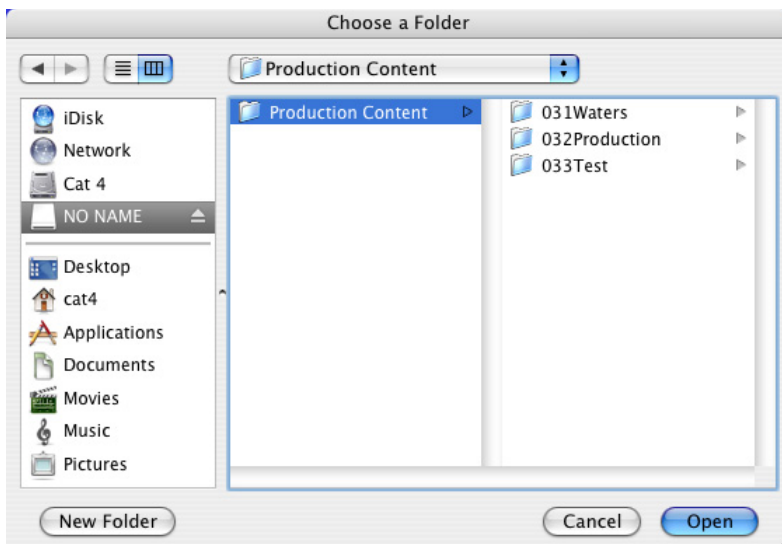 Choose a Folder
Production Content
iDisk
Network
Cat 4
NO NAME
Desktop
cat4
Applications
Documents
Movies
Music
Pictures
Production Content
031Waters
032Production
033Test
New Folder
Cancel
Open